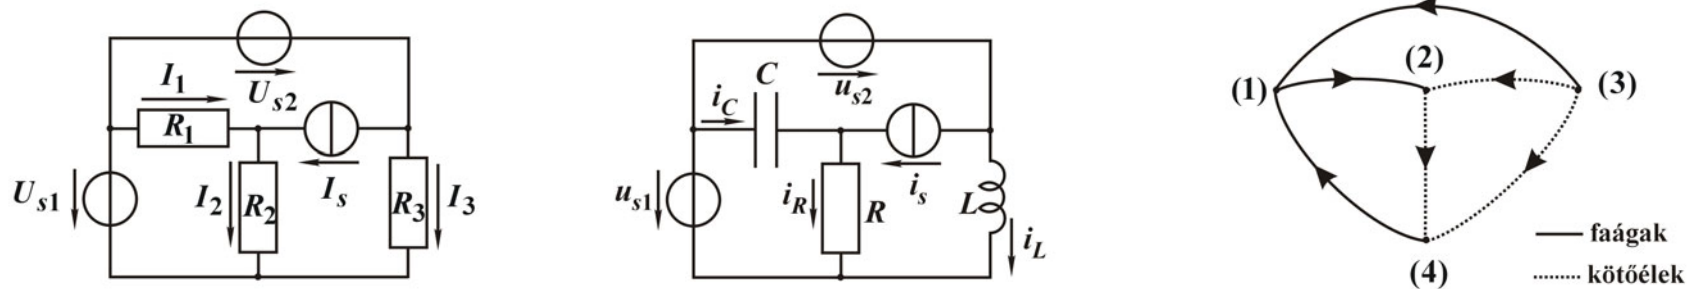 I1
Us2
R1
Us1
I2
R2
Is
R3
I3
C
iC
us2
us1
iR
R
is
L
iL
(1)
(2)
(3)
(4)
faágak
kötőélek